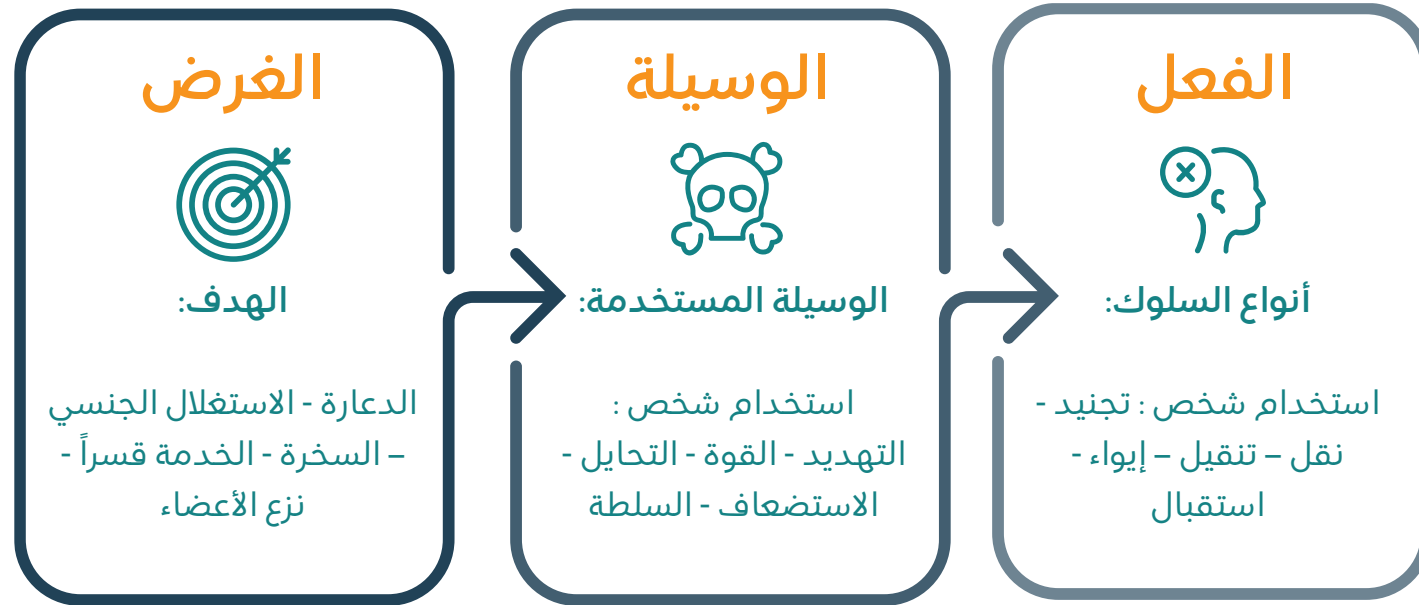 الفعل
أنواع السلوك:
استخدام شخص : تجنيد -
نقل – تنقيل – إيواء -
استقبال
الوسيلة
الوسيلة المستخدمة:
استخدام شخص :
التهديد - القوة - التحايل -
الاستضعاف - السلطة
الغرض
الهدف:
الدعارة - الاستغلال الجنسي
– السخرة - الخدمة قسراً -
نزع الأعضاء